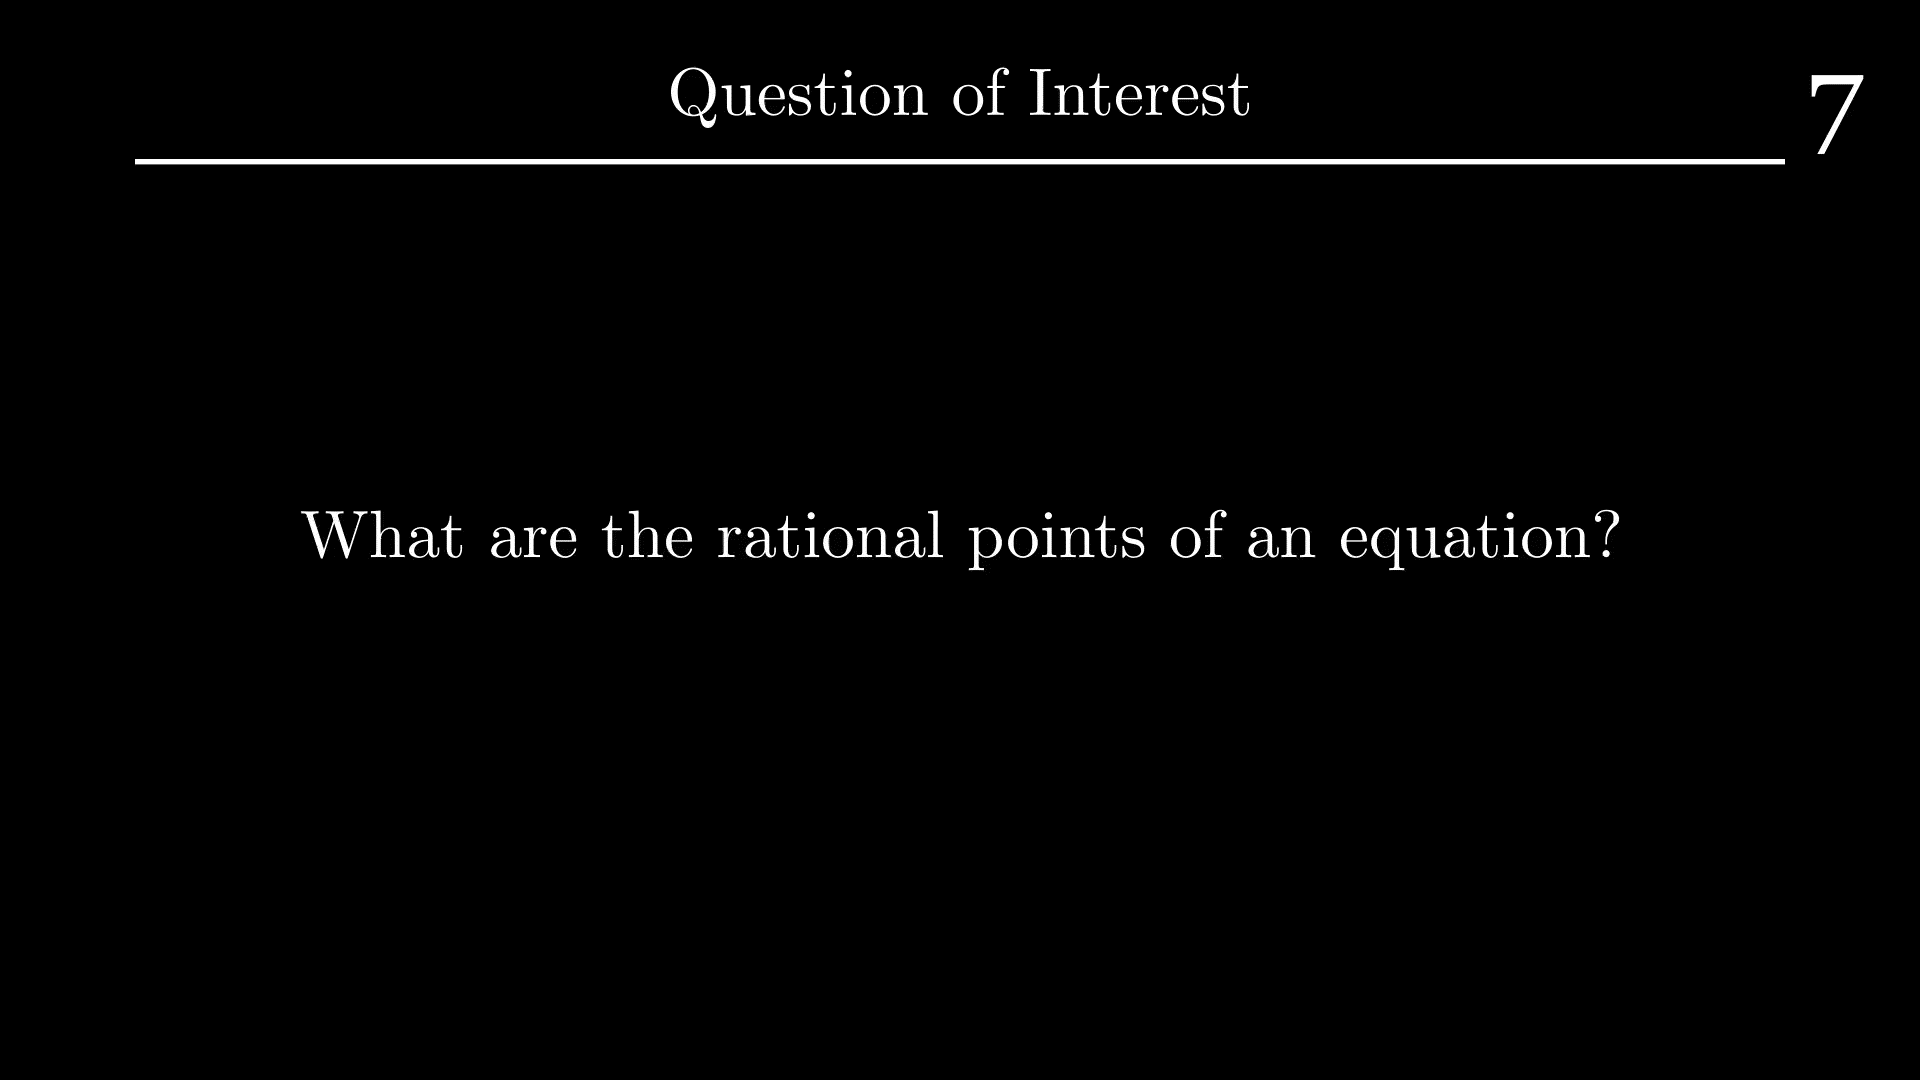 Question of Interest
7
What are the rational points of an equation?